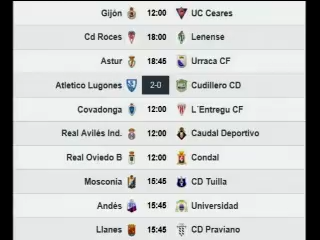 Gijón 12:00 UC Ceares
Cd Roces 18:00 Lenense
Astur 18:45 Urraca CF
Atletico Lugones 2-0 Cudillero CD
Covadonga 12:00 L´Entregu CF
Real Avilés Ind. 12:00 Caudal Deportivo
Real Oviedo B 12:00 Condal
Mosconia 15:45 CD Tuilla
Andés 15:45 Universidad
Llanes 15:45 CD Praviano